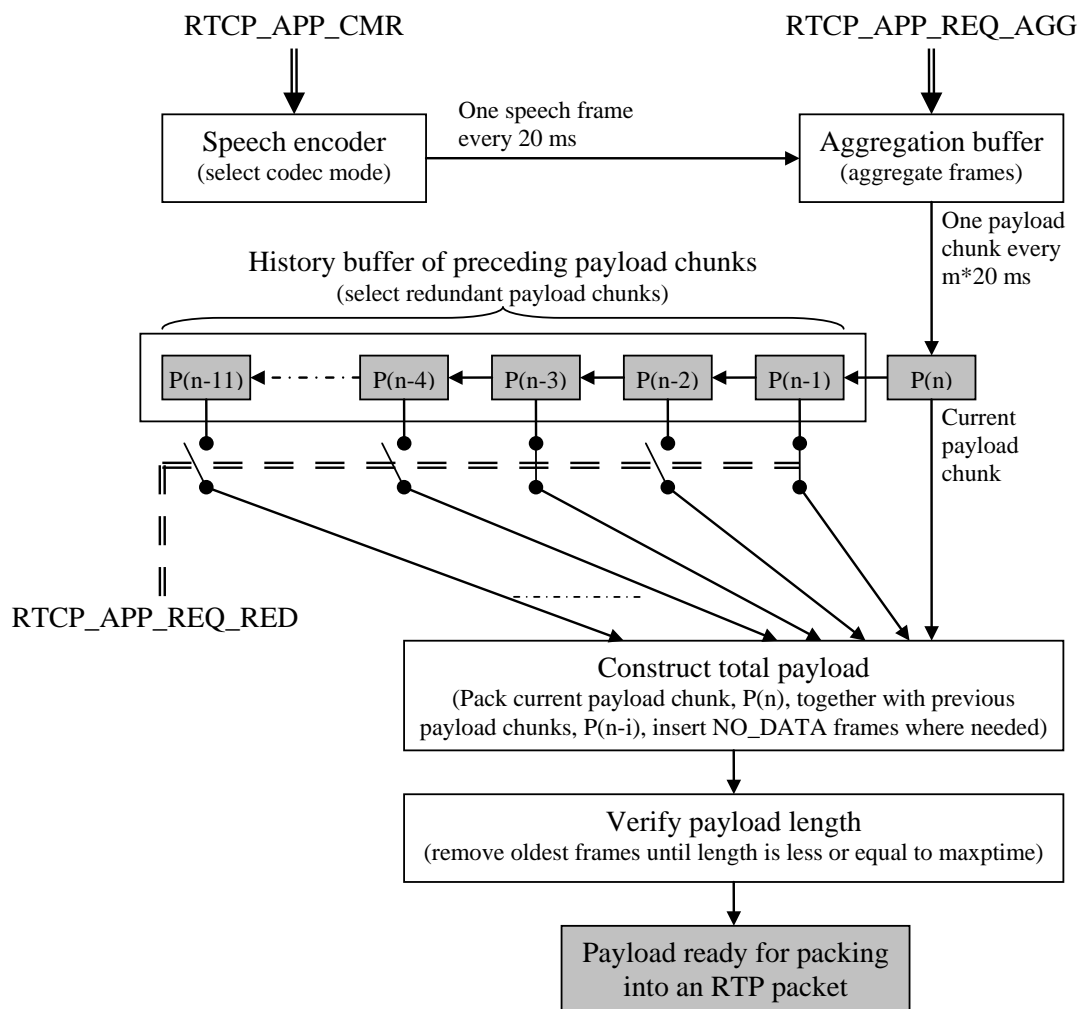 RTCP_APP_CMR
RTCP_APP_REQ_AGG
One speech frame
every 20 ms
Speech encoder
(select codec mode)
Aggregation buffer
(aggregate frames)
One payload
chunk every
m*20 ms
History buffer of preceding payload chunks
(select redundant payload chunks)
P(n-11)
P(n-4)
P(n-3)
P(n-2)
P(n-1)
P(n)
Current
payload
chunk
RTCP_APP_REQ_RED
Construct total payload
(Pack current payload chunk, P(n), together with previous
payload chunks, P(n-i), insert NO_DATA frames where needed)
Verify payload length
(remove oldest frames until length is less or equal to maxptime)
Payload ready for packing
into an RTP packet